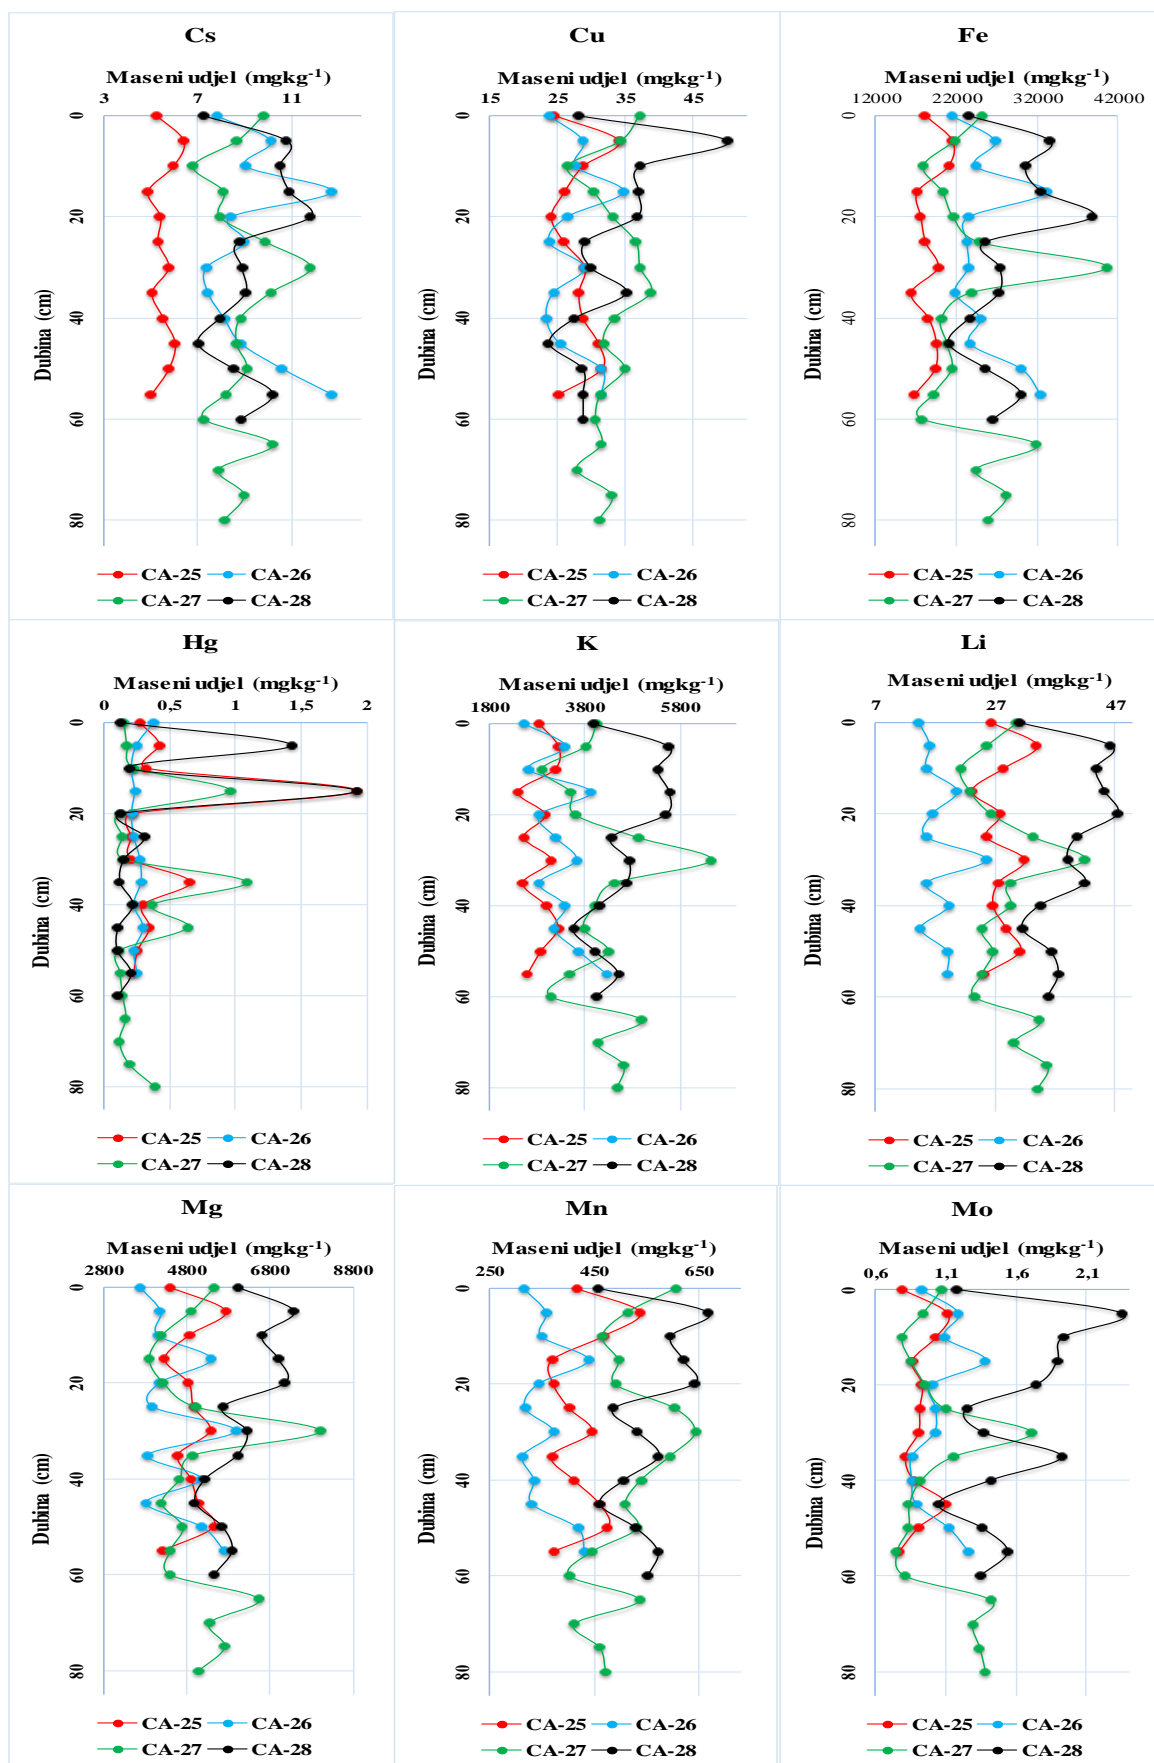 Cs
Maseni udjel (mgkg-1)
3 7 11
0
20
40
60
80
Dubina (cm)
CA-25 CA-26
CA-27 CA-28
Cu
Maseni udjel (mgkg-1)
15 25 35 45
0
20
40
60
80
Dubina (cm)
CA-25 CA-26
CA-27 CA-28
Fe
Maseni udjel (mgkg-1)
12000 22000 32000 42000
0
20
40
60
80
Dubina (cm)
CA-25 CA-26
CA-27 CA-28
Hg
Maseni udjel (mgkg-1)
0 0,5 1 1,5 2
0
20
40
60
80
Dubina (cm)
CA-25 CA-26
CA-27 CA-28
K
Maseni udjel (mgkg-1)
1800 3800 5800
0
20
40
60
80
Dubina (cm)
CA-25 CA-26
CA-27 CA-28
Li
Maseni udjel (mgkg-1)
7 27 47
0
20
40
60
80
Dubina (cm)
CA-25 CA-26
CA-27 CA-28
Mg
Maseni udjel (mgkg-1)
2800 4800 6800 8800
0
20
40
60
80
Dubina (cm)
CA-25 CA-26
CA-27 CA-28
Mn
Maseni udjel (mgkg-1)
250 450 650
0
20
40
60
80
Dubina (cm)
CA-25 CA-26
CA-27 CA-28
Mo
Maseni udjel (mgkg-1)
0,6 1,1 1,6 2,1
0
20
40
60
80
Dubina (cm)
CA-25 CA-26
CA-27 CA-28